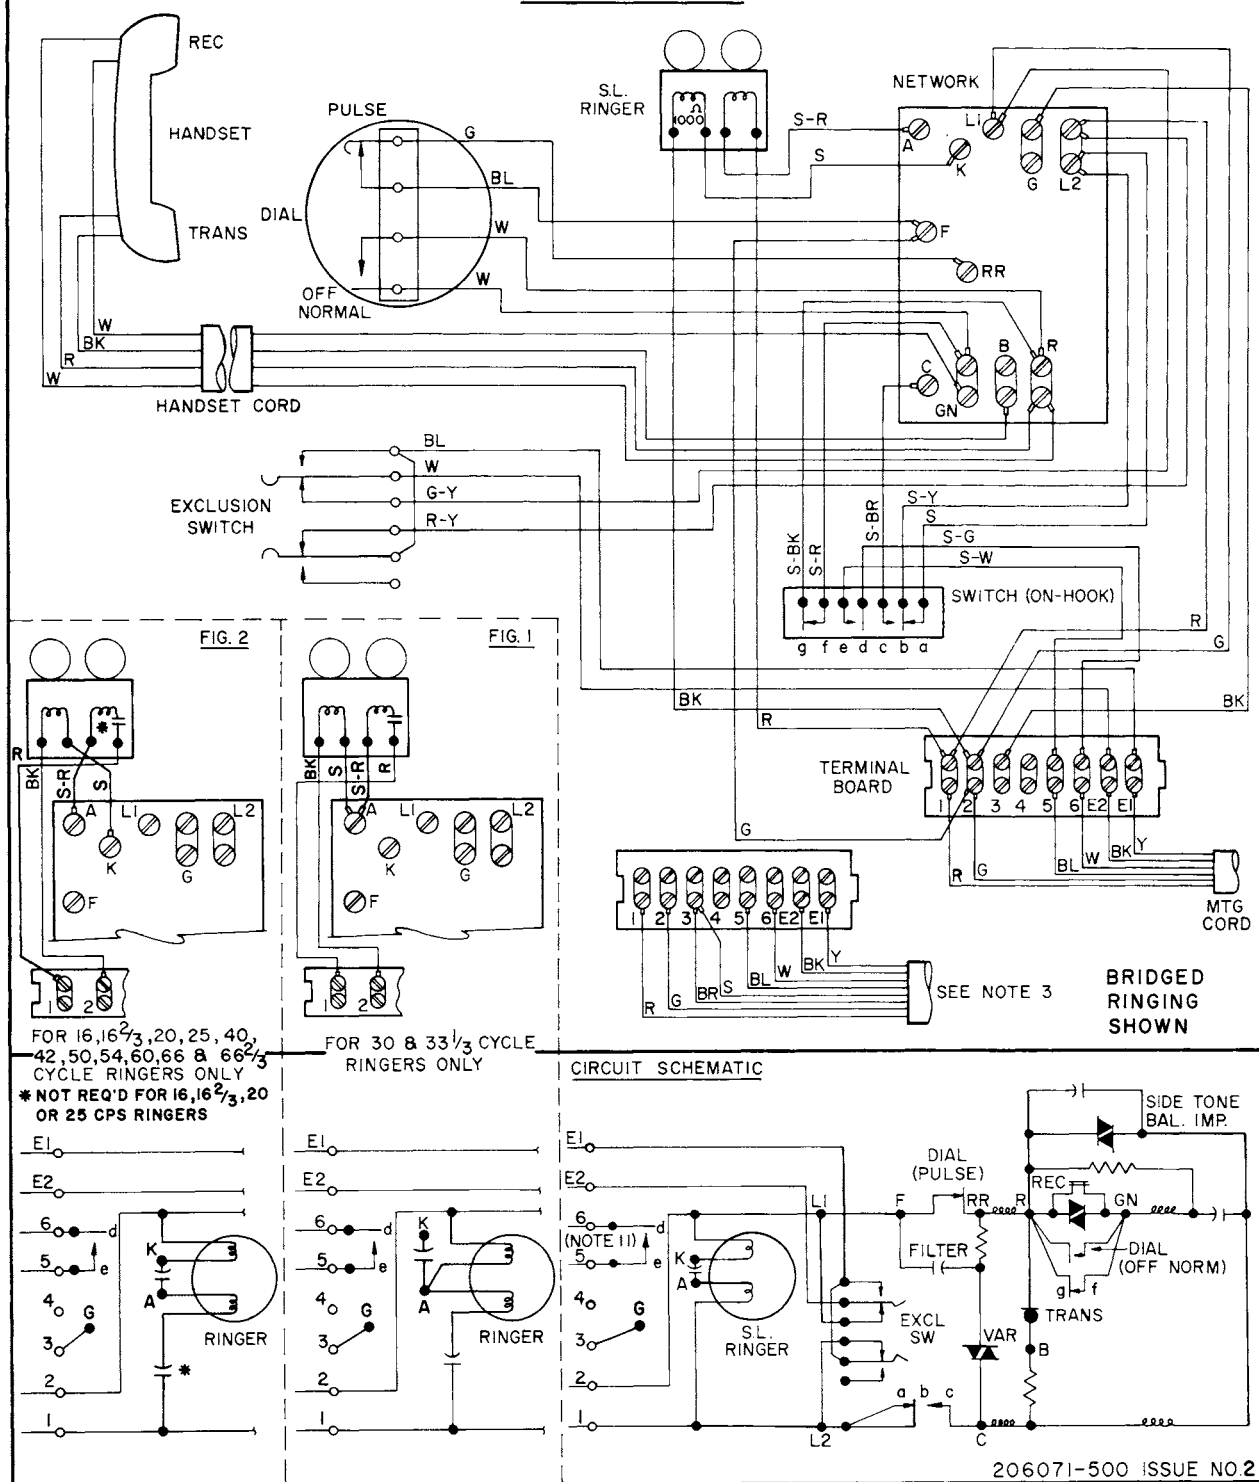 REC
HANDSET
TRANS
PULSE
DIAL
OFF
NORMAL
G
BL
W
W
W
BK
R
W
HANDSET CORD
S.L.
RINGER
Ω
1000
S-R
S
NETWORK
A
K
L1
G
L2
F
RR
C
GN
B
R
EXCLUSION
SWITCH
BL
W
G-Y
R-Y
S-BK
S-R
S-BR
S-Y
S
S-G
S-W
SWITCH (ON-HOOK)
g f e d c b a
R
G
BK
BK
R
G
TERMINAL
BOARD
1 2 3 4 5 6 E2 E1
R G BL W BK Y
MTG
CORD
1 2 3 4 5 6 E2 E1
R G BR S BL W BK Y
SEE NOTE 3
BRIDGED
RINGING
SHOWN
FIG. 2
R
BK
S-R
S
*
A L1 L2
K
G
F
1 2
FOR 16,16 2/3,20,25,40,
42,50,54,60,66 & 66 2/3
CYCLE RINGERS ONLY
* NOT REQ'D FOR 16,16 2/3,20
OR 25 CPS RINGERS
FIG. 1
BK
S
S-R
R
A L1 L2
K
G
F
1 2
FOR 30 & 33 1/3 CYCLE
RINGERS ONLY
E1
E2
6 d
5 e
4
3 G
2
1
K
A
RINGER
*
E1
E2
6 d
5 e
4
3 G
2
1
K
A
RINGER
CIRCUIT SCHEMATIC
E1
E2
6 d
(NOTE 11)
5 e
4
3 G
2
1
K
A
S.L.
RINGER
L1
L2
EXCL
SW
a b c
F
DIAL
(PULSE)
RR
R
FILTER
VAR
C
REC
GN
DIAL
(OFF NORM)
g f
TRANS
B
SIDE TONE
BAL. IMP.
206071-500 ISSUE NO.2